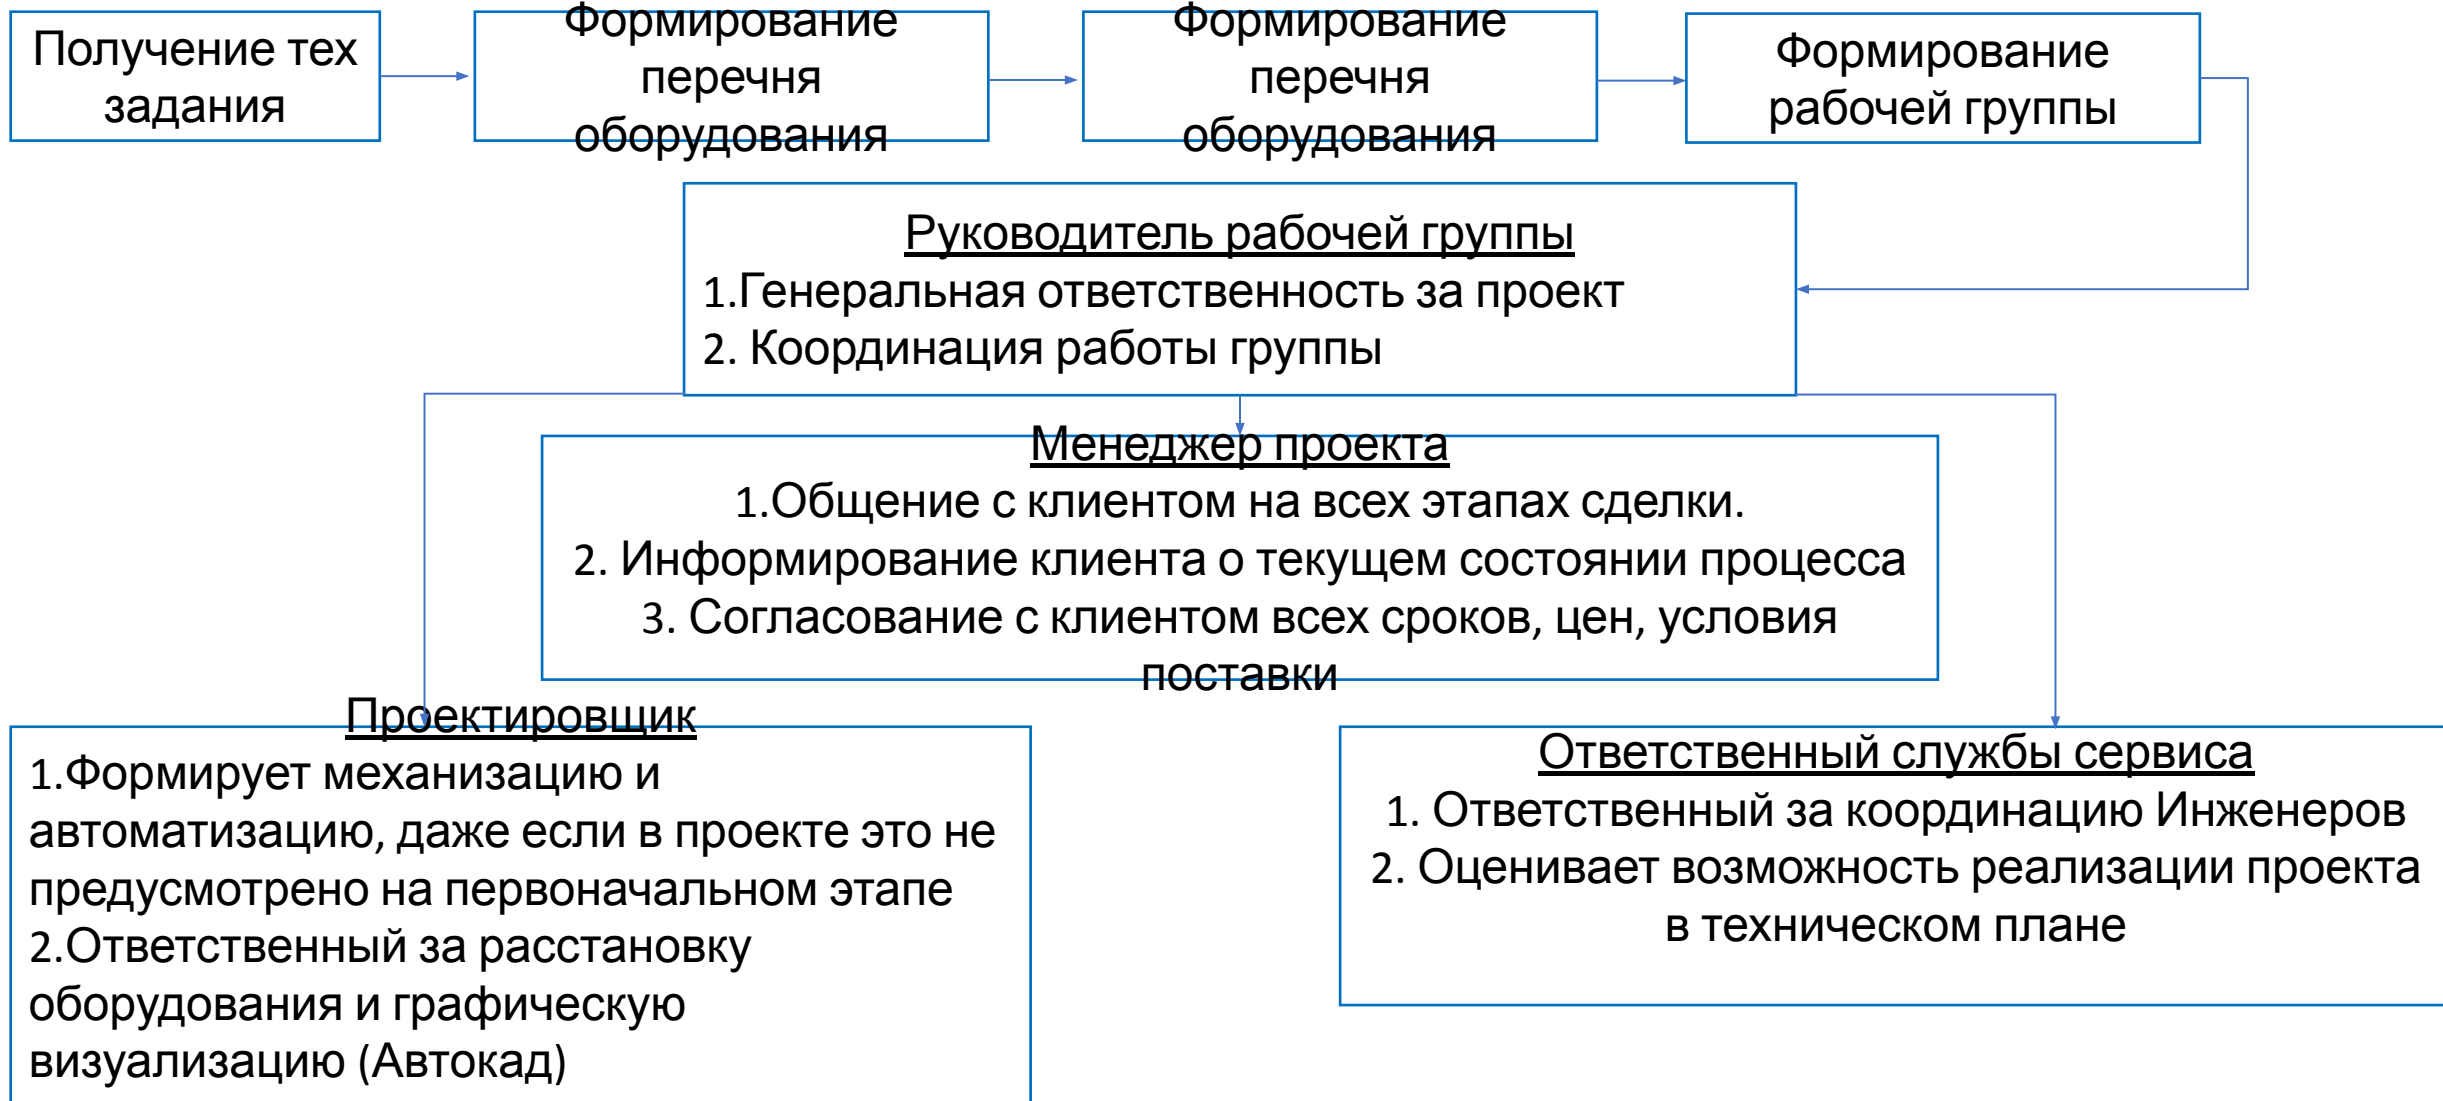 Получение тех
задания
Формирование
перечня
оборудования
Формирование
перечня
оборудования
Формирование
рабочей группы
Руководитель рабочей группы
1.Генеральная ответственность за проект
2. Координация работы группы
Менеджер проекта
1.Общение с клиентом на всех этапах сделки.
2. Информирование клиента о текущем состоянии процесса
3. Согласование с клиентом всех сроков, цен, условия
поставки
Проектировщик
1.Формирует механизацию и
автоматизацию, даже если в проекте это не
предусмотрено на первоначальном этапе
2.Ответственный за расстановку
оборудования и графическую
визуализацию (Автокад)
Ответственный службы сервиса
1. Ответственный за координацию Инженеров
2. Оценивает возможность реализации проекта
в техническом плане